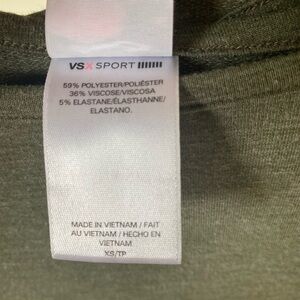 VSX SPORT
59% POLYESTER/POLIÉSTER
36% VISCOSE/VISCOSA
5% ELASTANE/ÉLASTHANNE/
ELASTANO.
MADE IN VIETNAM / FAIT
AU VIETNAM / HECHO EN
VIETNAM
XS/TP